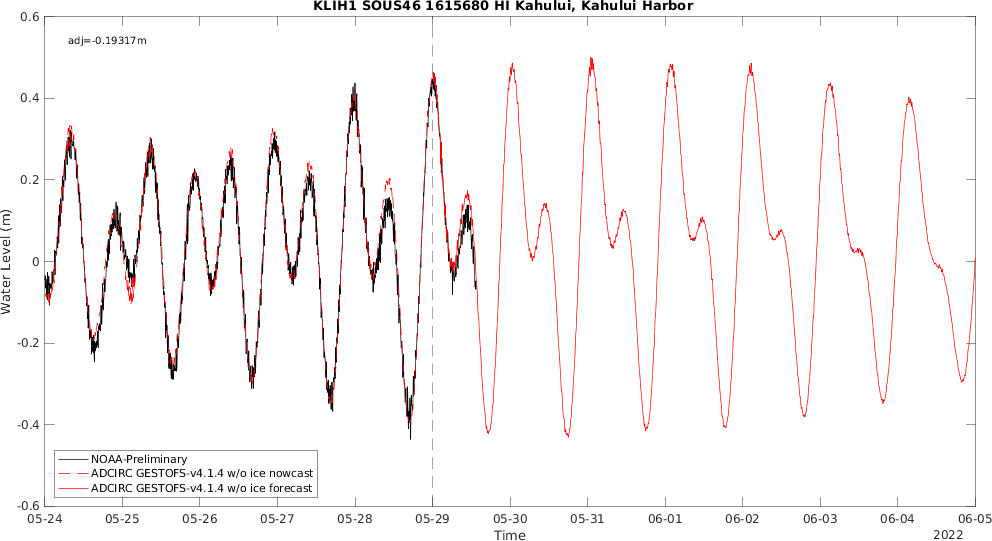 KLIH1 SOUS46 1615680 HI Kahului, Kahului Harbor
adj=-0.19317m
0.6
0.4
0.2
0
-0.2
-0.4
-0.6
Water Level (m)
NOAA-Preliminary
ADCIRC GESTOFS-v4.1.4 w/o ice nowcast
ADCIRC GESTOFS-v4.1.4 w/o ice forecast
05-24 05-25 05-26 05-27 05-28 05-29 05-30 05-31 06-01 06-02 06-03 06-04 06-05
Time
2022